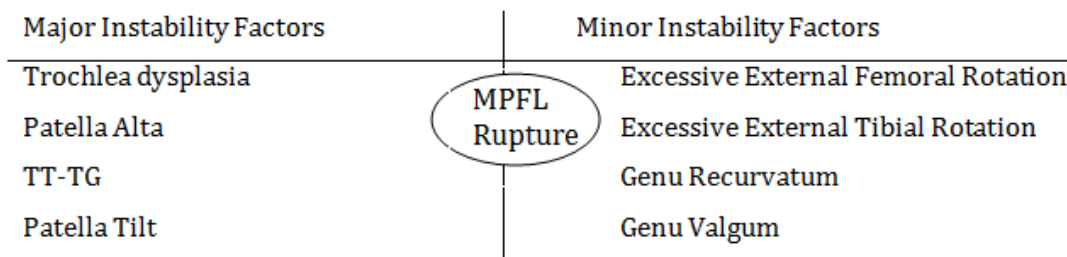 Major Instability Factors Minor Instability Factors
Trochlea dysplasia Excessive External Femoral Rotation
MPFL
Patella Alta Excessive External Tibial Rotation
Rupture
TT-TG Genu Recurvatum
Patella Tilt Genu Valgum